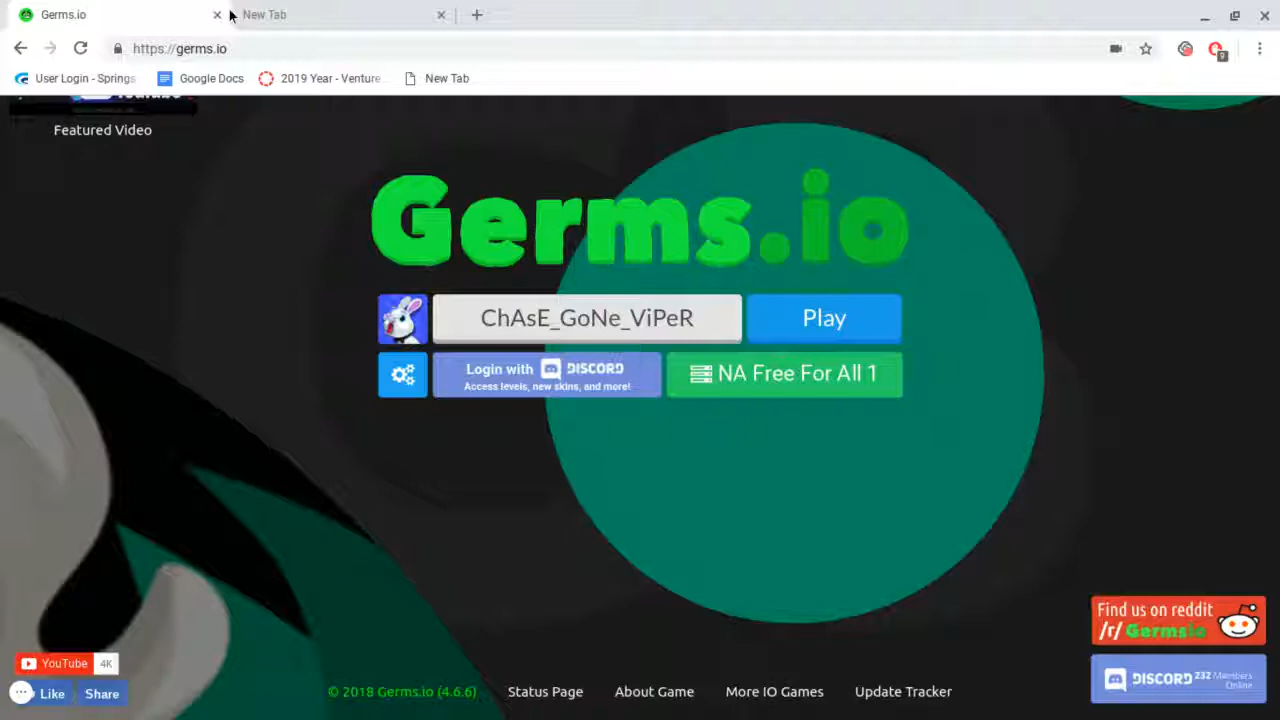 Germs.io
New Tab
https://germs.io
9
User Login - Springs
Google Docs
2019 Year - Venture
New Tab
Featured Video
Germs.io
ChAsE_GoNe_ViPeR
Play
Login with DISCORD
Access levels, new skins, and more!
NA Free For All 1
Find us on reddit
/r/Germsio
YouTube 4K
Like
Share
DISCORD 232 Members Online
© 2018 Germs.io (4.6.6)
Status Page
About Game
More IO Games
Update Tracker